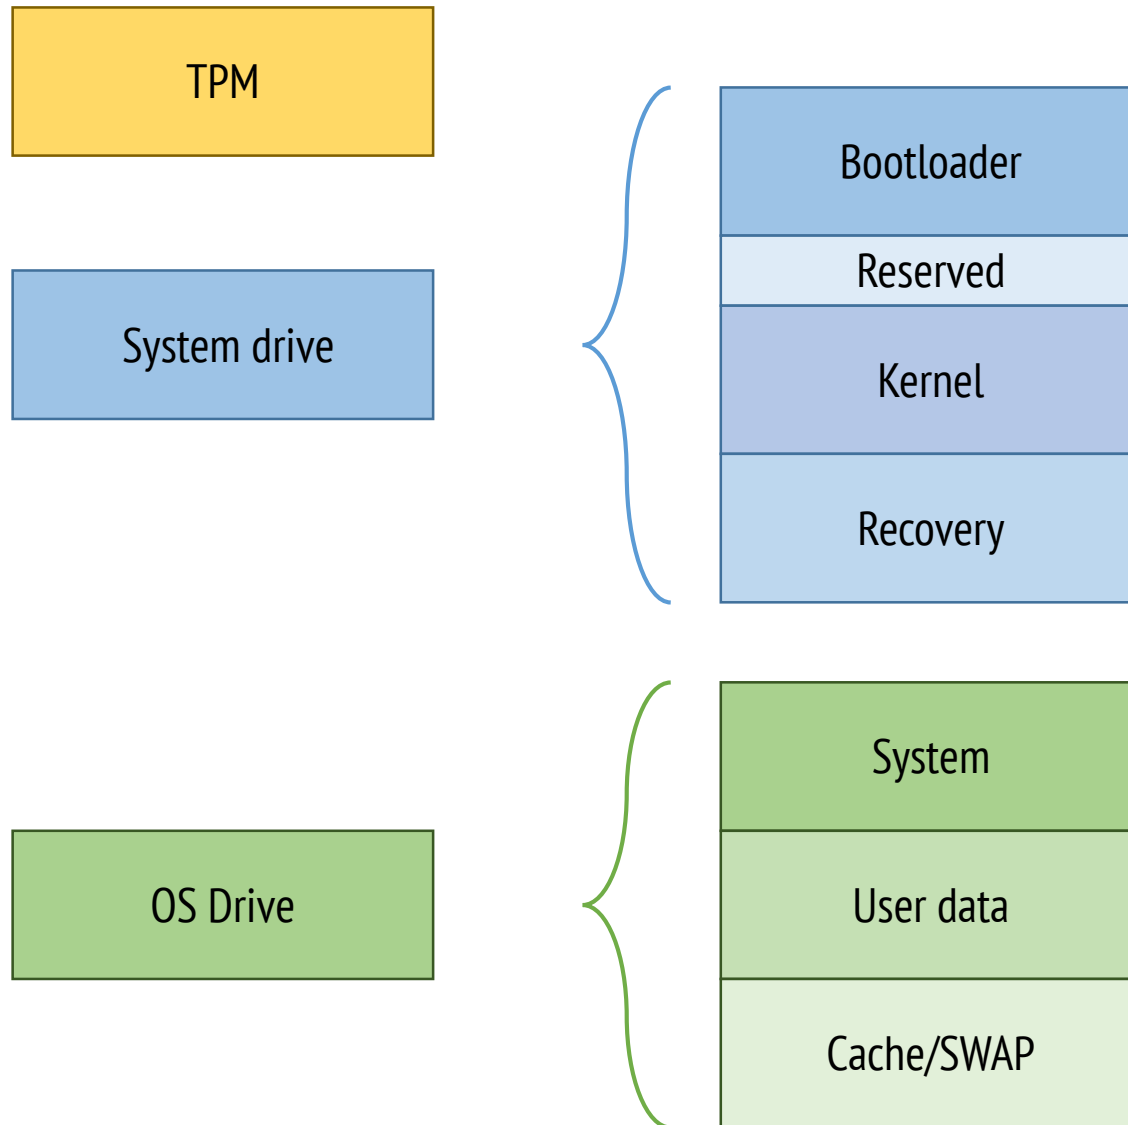 TPM
System drive
Bootloader
Reserved
Kernel
Recovery
OS Drive
System
User data
Cache/SWAP